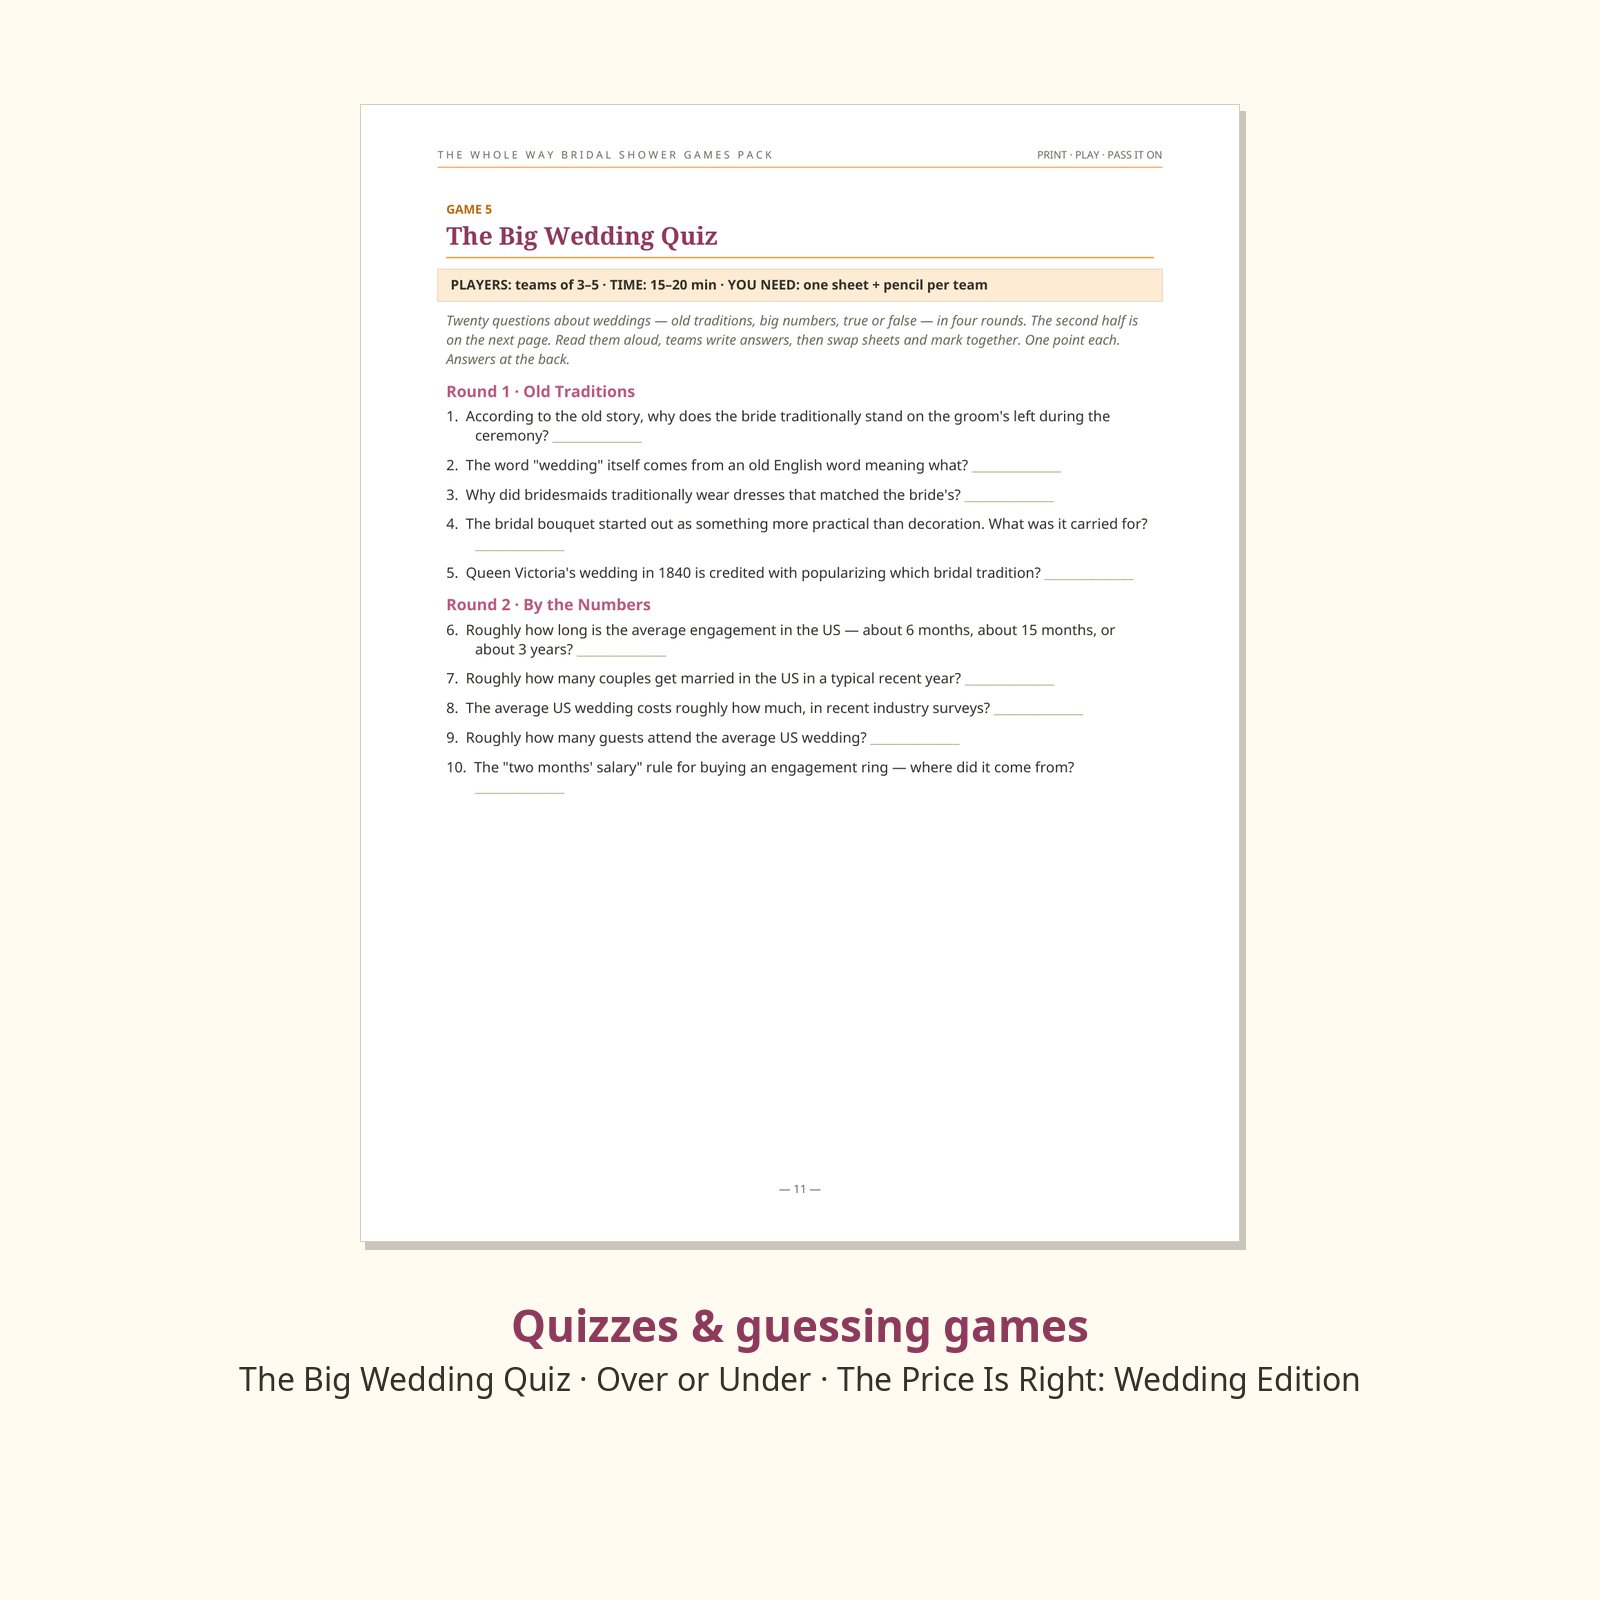 THE WHOLE WAY BRIDAL SHOWER GAMES PACK
PRINT · PLAY · PASS IT ON
GAME 5
The Big Wedding Quiz
PLAYERS: teams of 3–5 · TIME: 15–20 min · YOU NEED: one sheet + pencil per team
Twenty questions about weddings — old traditions, big numbers, true or false — in four rounds. The second half is
on the next page. Read them aloud, teams write answers, then swap sheets and mark together. One point each.
Answers at the back.
Round 1 · Old Traditions
1. According to the old story, why does the bride traditionally stand on the groom's left during the
ceremony? ____________
2. The word "wedding" itself comes from an old English word meaning what? ____________
3. Why did bridesmaids traditionally wear dresses that matched the bride's? ____________
4. The bridal bouquet started out as something more practical than decoration. What was it carried for?
____________
5. Queen Victoria's wedding in 1840 is credited with popularizing which bridal tradition? ____________
Round 2 · By the Numbers
6. Roughly how long is the average engagement in the US — about 6 months, about 15 months, or
about 3 years? ____________
7. Roughly how many couples get married in the US in a typical recent year? ____________
8. The average US wedding costs roughly how much, in recent industry surveys? ____________
9. Roughly how many guests attend the average US wedding? ____________
10. The "two months' salary" rule for buying an engagement ring — where did it come from?
____________
— 11 —
Quizzes & guessing games
The Big Wedding Quiz · Over or Under · The Price Is Right: Wedding Edition